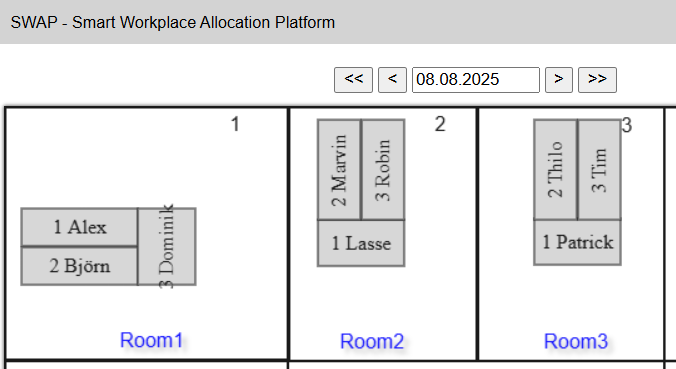 SWAP - Smart Workplace Allocation Platform
<< < 08.08.2025 > >>
1
1 Alex
2 Björn
3 Dominik
Room1
2
2 Marvin
3 Robin
1 Lasse
Room2
3
2 Thilo
3 Tim
1 Patrick
Room3